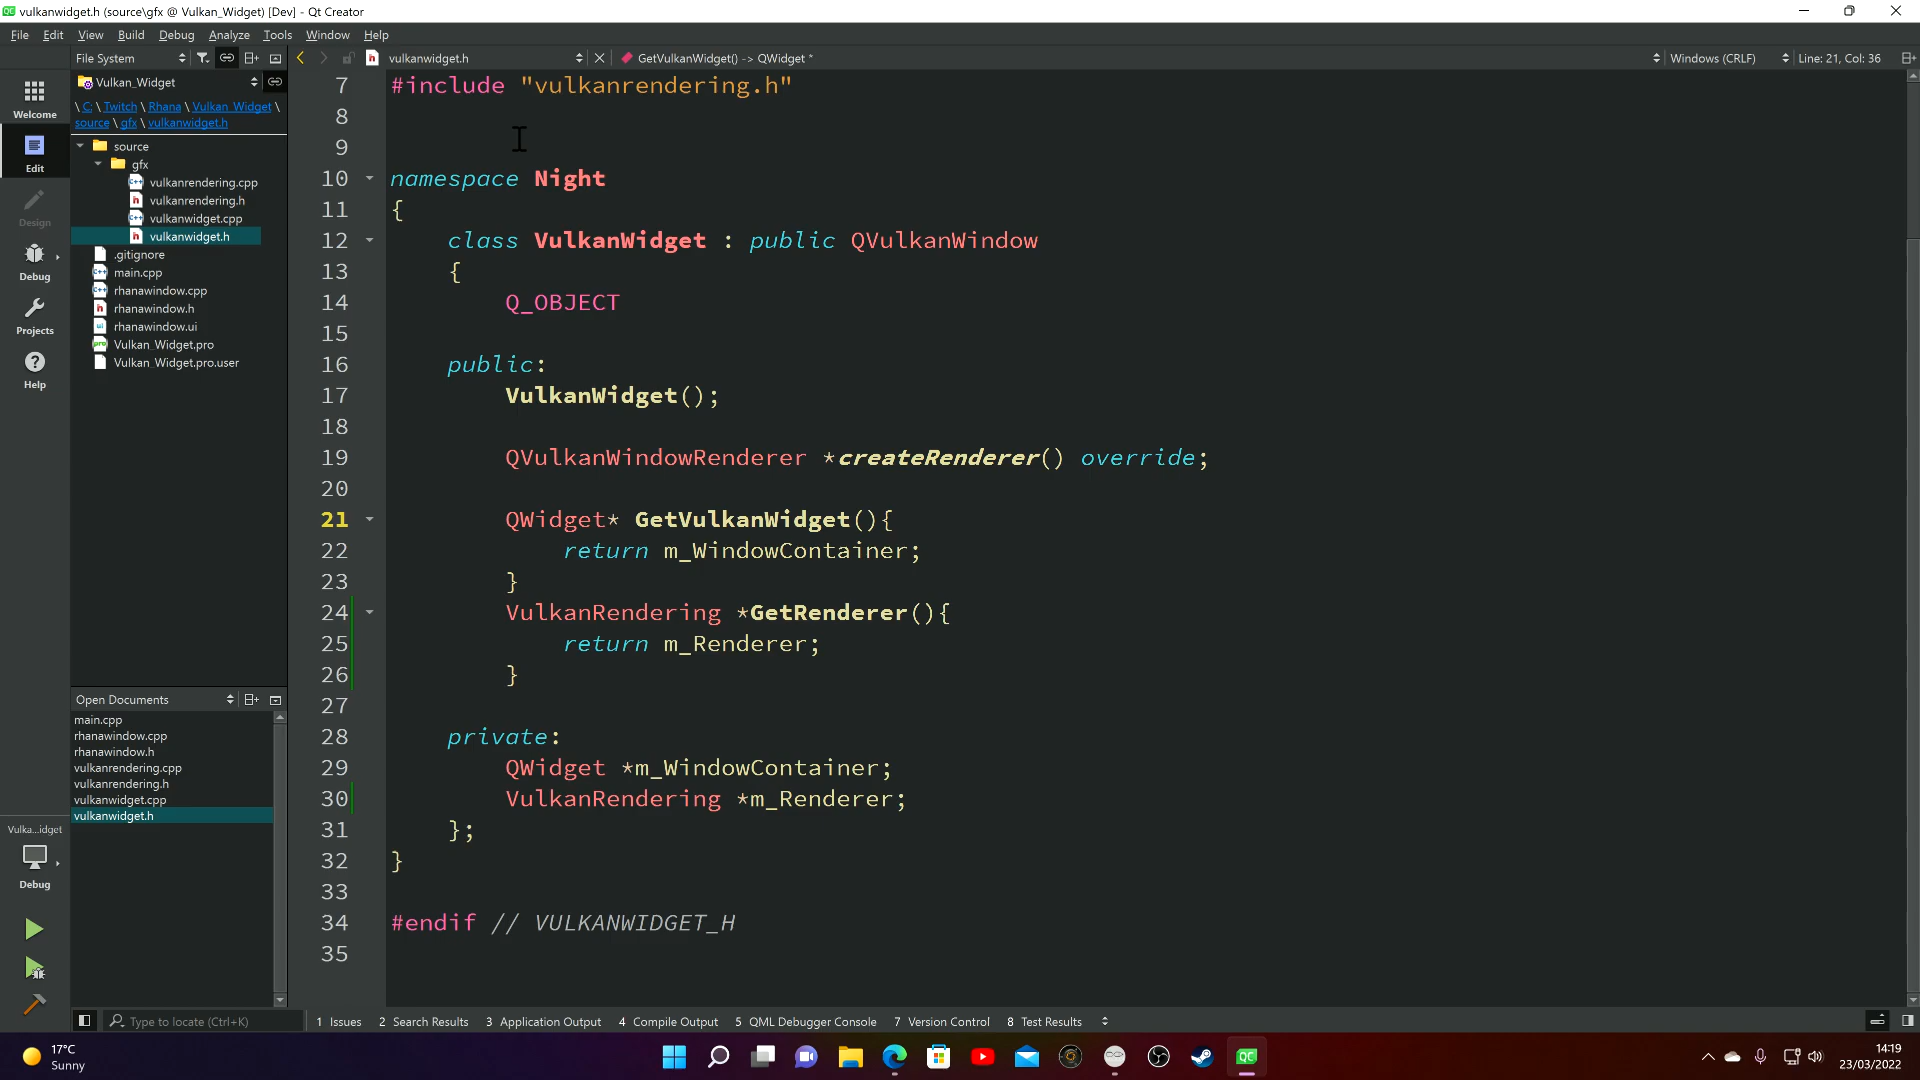 vulkanwidget.h (source\gfx @ Vulkan_Widget) [Dev] - Qt Creator
File Edit View Build Debug Analyze Tools Window Help
File System
vulkanwidget.h
GetVulkanWidget() -> QWidget *
Windows (CRLF)
Line: 21, Col: 36
Vulkan_Widget
\ C: \ Twitch \ Rhana \ Vulkan_Widget \
source \ gfx \ vulkanwidget.h
source
gfx
vulkanrendering.cpp
vulkanrendering.h
vulkanwidget.cpp
vulkanwidget.h
.gitignore
main.cpp
rhanawindow.cpp
rhanawindow.h
rhanawindow.ui
Vulkan_Widget.pro
Vulkan_Widget.pro.user
Welcome
Edit
Design
Debug
Projects
Help
Vulka...idget
Debug
Open Documents
main.cpp
rhanawindow.cpp
rhanawindow.h
vulkanrendering.cpp
vulkanrendering.h
vulkanwidget.cpp
vulkanwidget.h
7 #include "vulkanrendering.h"
8
9
10 namespace Night
11 {
12 class VulkanWidget : public QVulkanWindow
13 {
14 Q_OBJECT
15
16 public:
17 VulkanWidget();
18
19 QVulkanWindowRenderer *createRenderer() override;
20
21 QWidget* GetVulkanWidget(){
22 return m_WindowContainer;
23 }
24 VulkanRendering *GetRenderer(){
25 return m_Renderer;
26 }
27
28 private:
29 QWidget *m_WindowContainer;
30 VulkanRendering *m_Renderer;
31 };
32 }
33
34 #endif // VULKANWIDGET_H
35
Type to locate (Ctrl+K)
1 Issues 2 Search Results 3 Application Output 4 Compile Output 5 QML Debugger Console 7 Version Control 8 Test Results
17°C
Sunny
QC
14:19
23/03/2022